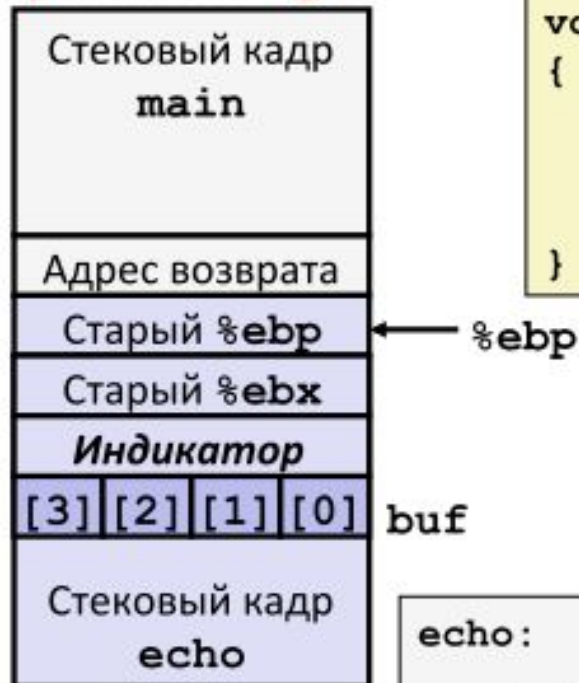 Стековый кадр
main
Адрес возврата
Старый %ebp
%ebp
Старый %ebx
Индикатор
[3] [2] [1] [0] buf
Стековый кадр
echo
{
}
echo: